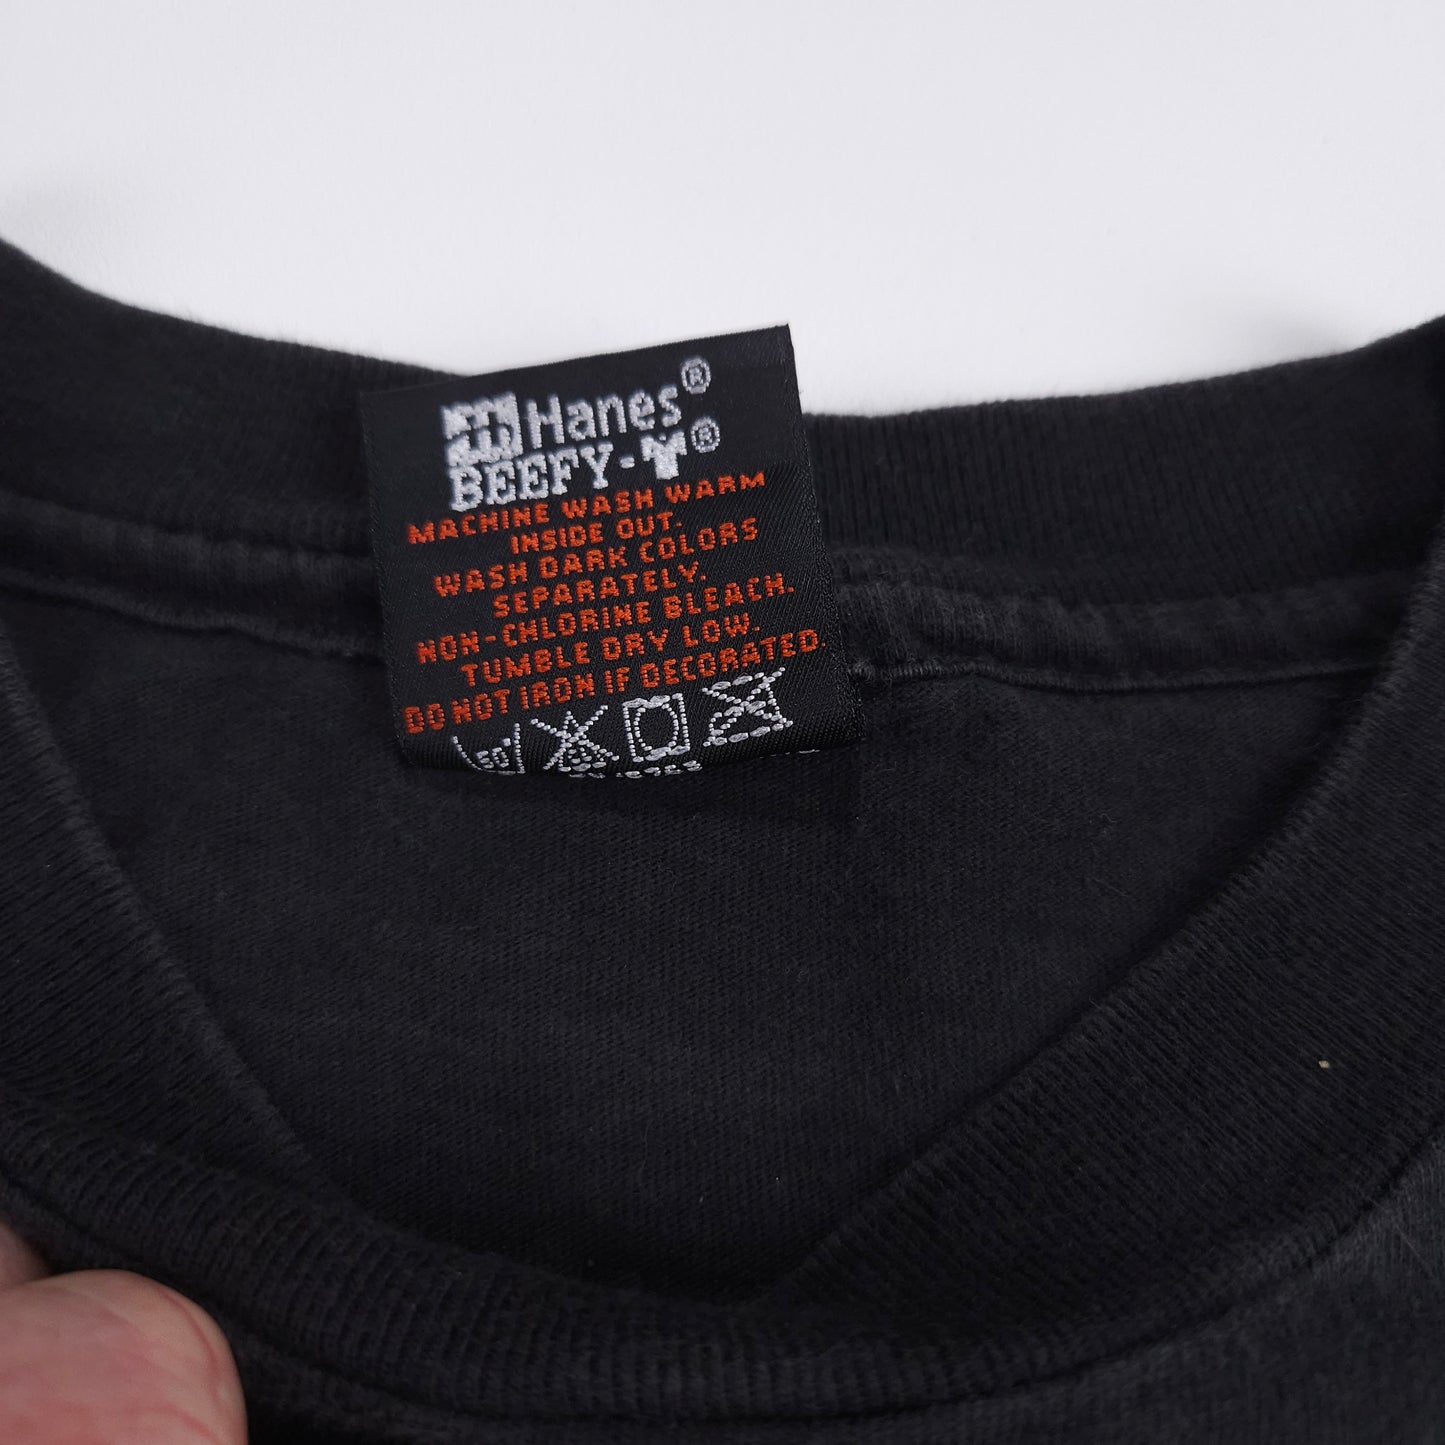 Hanes®
BEEFY-T®
MACHINE WASH WARM
INSIDE OUT.
WASH DARK COLORS
SEPARATELY.
NON-CHLORINE BLEACH.
TUMBLE DRY LOW.
DO NOT IRON IF DECORATED.
50°